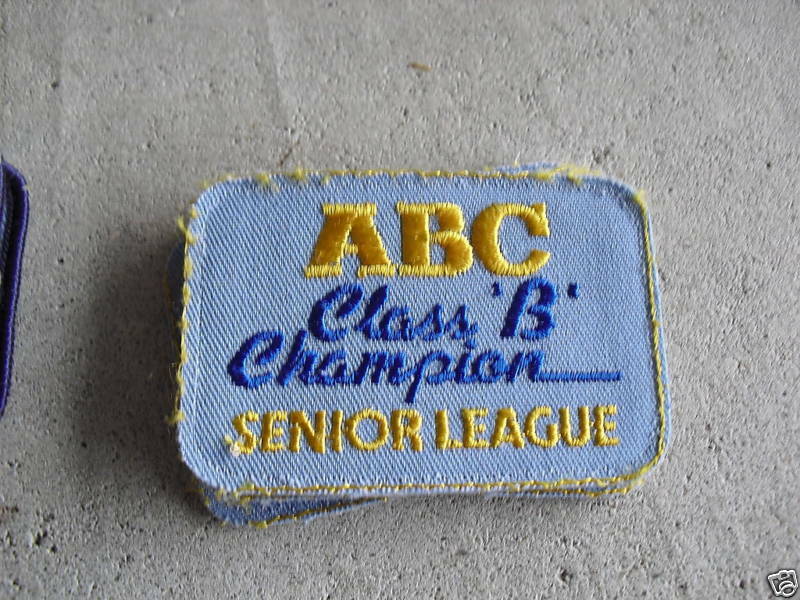 ABC
Class 'B'
Champion
SENIOR LEAGUE